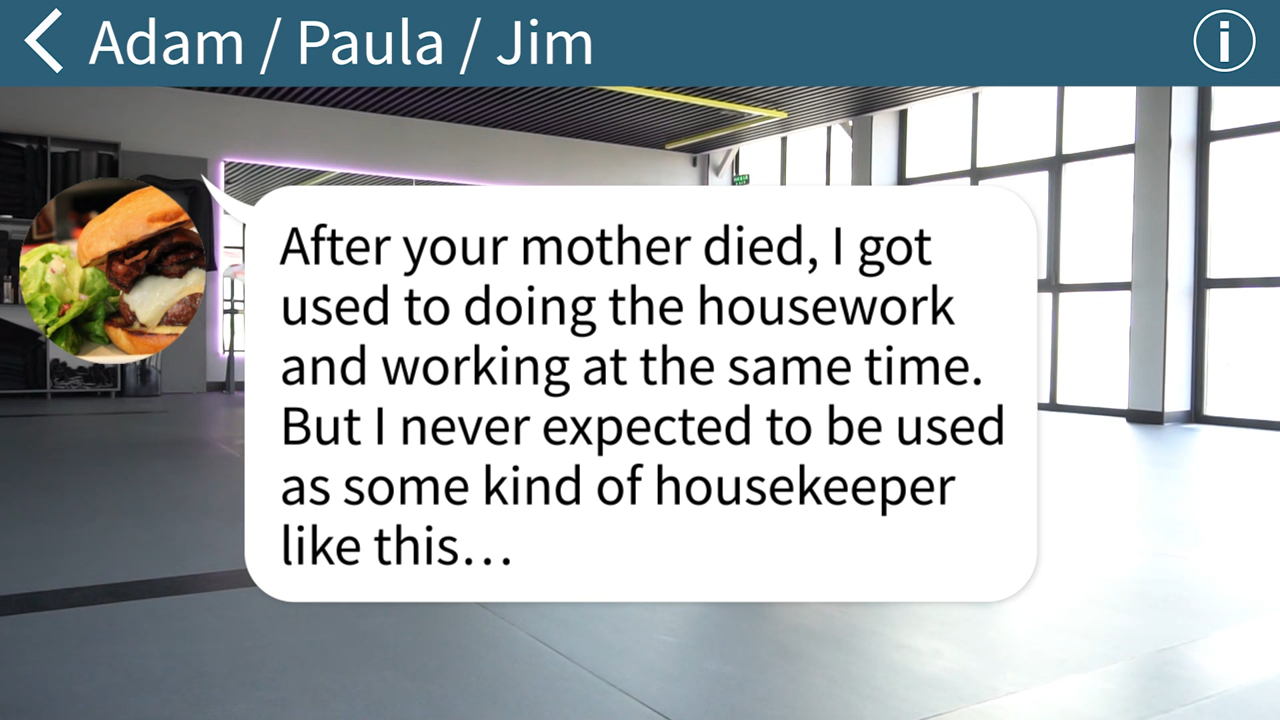 Adam / Paula / Jim
After your mother died, I got
used to doing the housework
and working at the same time.
But I never expected to be used
as some kind of housekeeper
like this…